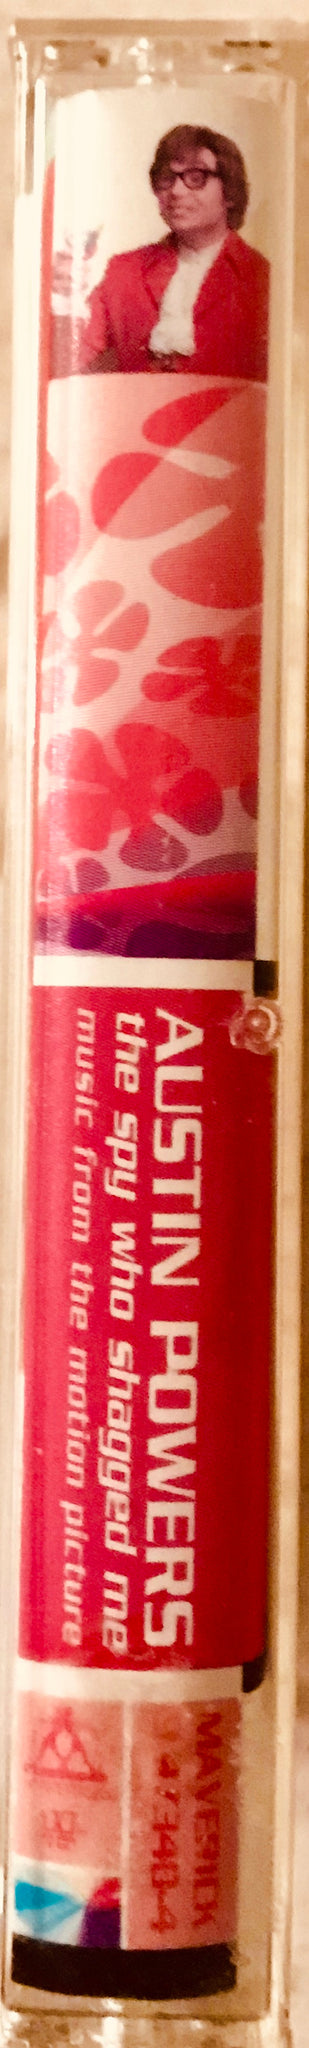 AUSTIN POWERS
the spy who shagged me
music from the motion picture
MAVERICK
47340-4